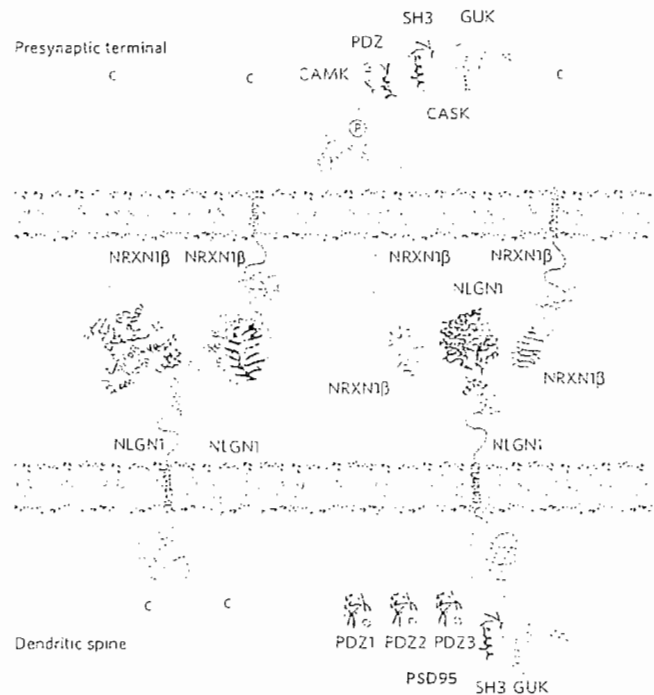 SH3 GUK
Presynaptic terminal
PDZ
C C CAMK C
CASK
P
NRXN1β NRXN1β NRXN1β NRXN1β
NLGN1
NRXN1β NRXN1β
NLGN1 NLGN1 NLGN1
C C
PDZ1 PDZ2 PDZ3
Dendritic spine
PSD95
SH3 GUK